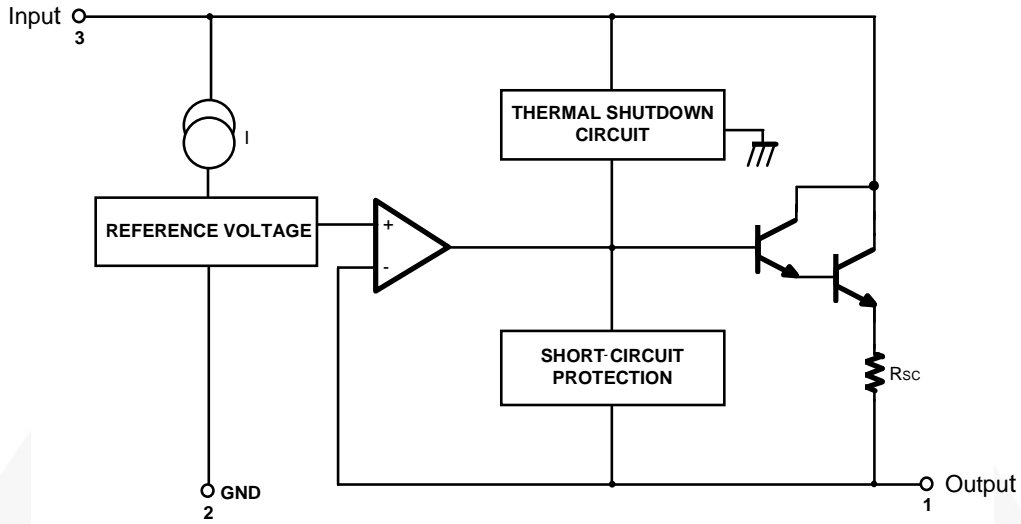 Input
3
THERMAL SHUTDOWN
CIRCUIT
I
REFERENCE VOLTAGE
+
-
SHORT-CIRCUIT
PROTECTION
RSC
GND
2
Output
1